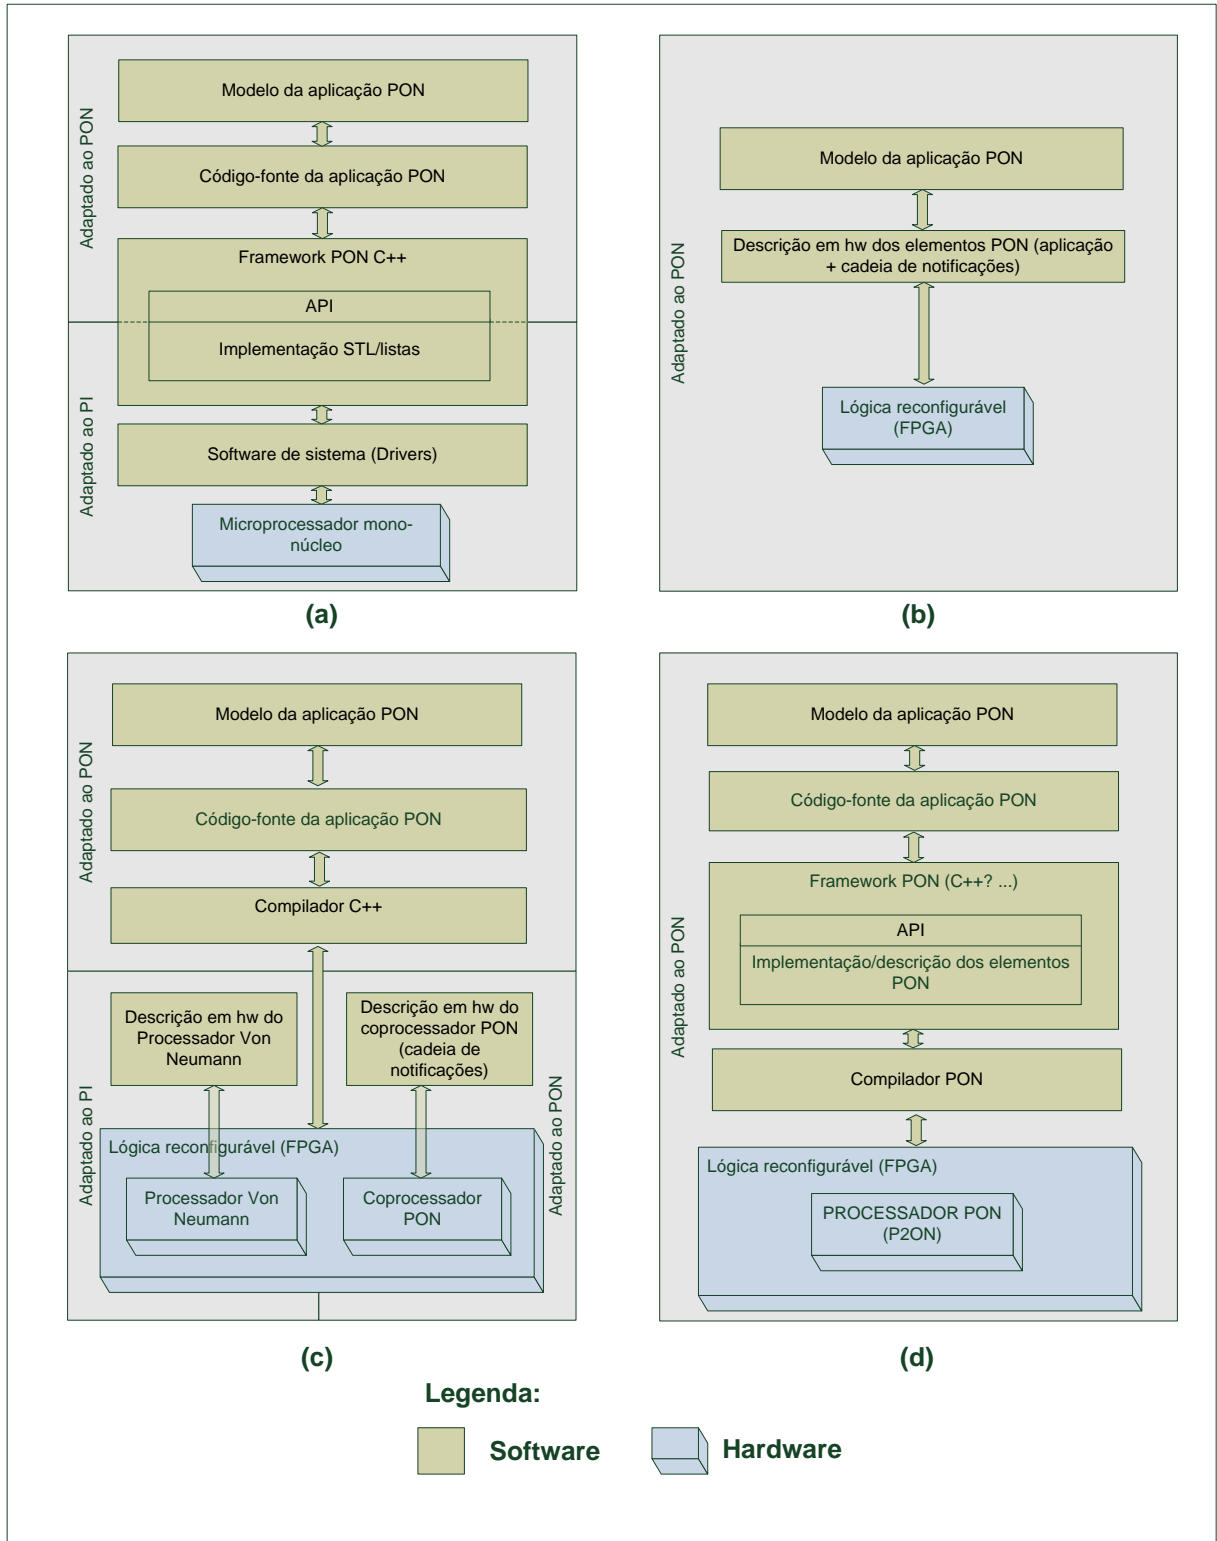 Adaptado ao PON
Modelo da aplicação PON
Código-fonte da aplicação PON
Framework PON C++
API
Implementação STL/listas
Adaptado ao PI
Software de sistema (Drivers)
Microprocessador mono-
núcleo
(a)
Adaptado ao PON
Modelo da aplicação PON
Descrição em hw dos elementos PON (aplicação
+ cadeia de notificações)
Lógica reconfigurável
(FPGA)
(b)
Adaptado ao PON
Modelo da aplicação PON
Código-fonte da aplicação PON
Compilador C++
Adaptado ao PI
Descrição em hw do
Processador Von
Neumann
Descrição em hw do
coprocessador PON
(cadeia de
notificações)
Adaptado ao PON
Lógica reconfigurável (FPGA)
Processador Von
Neumann
Coprocessador
PON
(c)
Adaptado ao PON
Modelo da aplicação PON
Código-fonte da aplicação PON
Framework PON (C++? ...)
API
Implementação/descrição dos elementos
PON
Compilador PON
Lógica reconfigurável (FPGA)
PROCESSADOR PON
(P2ON)
(d)
Legenda:
Software
Hardware